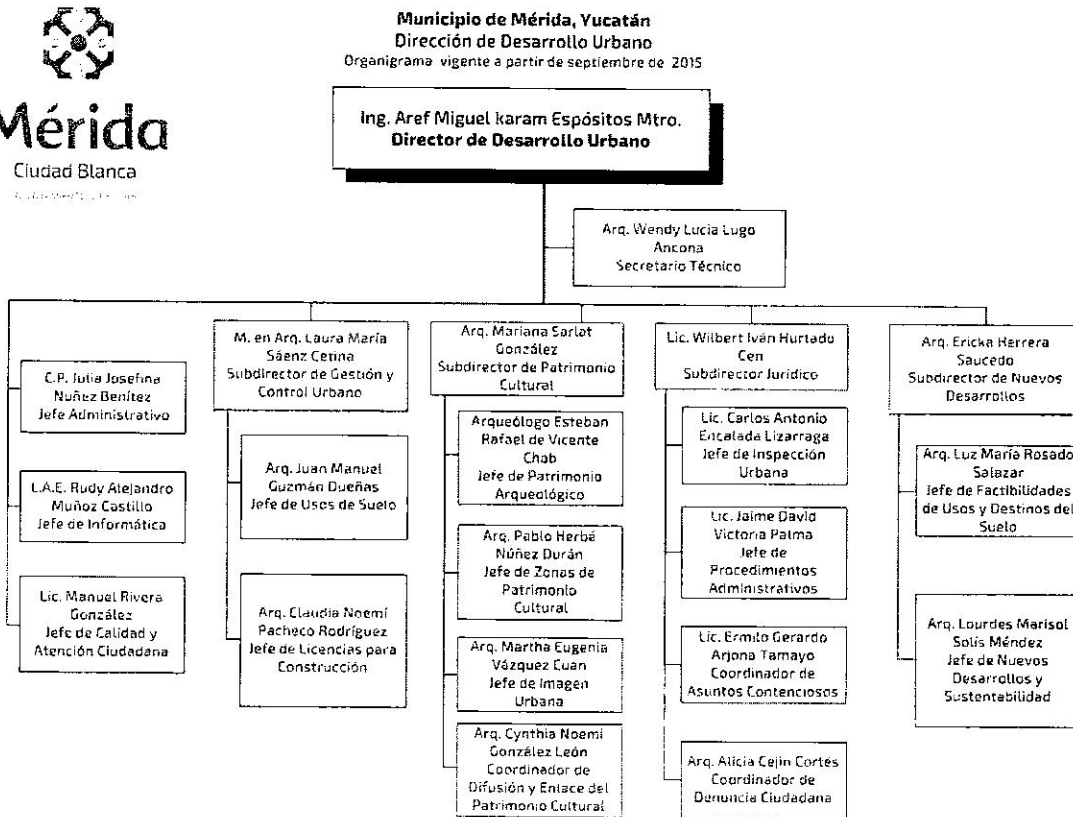 Municipio de Mérida, Yucatán
Dirección de Desarrollo Urbano
Organigrama vigente a partir de septiembre de 2015
Mérida
Ciudad Blanca
Ing. Aref Miguel karam Espósitos Mtro.
Director de Desarrollo Urbano
Arq. Wendy Lucia Lugo
Ancona
Secretario Técnico
C.P. Julia Josefina
Nuñez Benítez
Jefe Administrativo
L.A.E. Rudy Alejandro
Muñoz Castillo
Jefe de Informática
Lic. Manuel Rivera
González
Jefe de Calidad y
Atención Ciudadana
M. en Arq. Laura María
Sáenz Cetina
Subdirector de Gestión y
Control Urbano
Arq. Juan Manuel
Guzmán Dueñas
Jefe de Usos de Suelo
Arq. Claudia Noemí
Pacheco Rodríguez
Jefe de Licencias para
Construcción
Arq. Mariana Sarlat
González
Subdirector de Patrimonio
Cultural
Arqueólogo Esteban
Rafael de Vicente
Chab
Jefe de Patrimonio
Arqueológico
Arq. Pablo Herbé
Núñez Durán
Jefe de Zonas de
Patrimonio
Cultural
Arq. Martha Eugenia
Vázquez Cuan
Jefe de Imagen
Urbana
Arq. Cynthia Noemi
González León
Coordinador de
Difusión y Enlace del
Patrimonio Cultural
Lic. Wilbert Iván Hurtado
Cen
Subdirector Jurídico
Lic. Carlos Antonio
Encalada Lizarraga
Jefe de Inspección
Urbana
Lic. Jaime David
Victoria Palma
Jefe de
Procedimientos
Administrativos
Lic. Ermilo Gerardo
Arjona Tamayo
Coordinador de
Asuntos Contenciosos
Arq. Alicia Cejin Cortés
Coordinador de
Denuncia Ciudadana
Arq. Ericka Herrera
Saucedo
Subdirector de Nuevos
Desarrollos
Arq. Luz María Rosado
Salazar
Jefe de Factibilidades
de Usos y Destinos del
Suelo
Arq. Lourdes Marisol
Solís Méndez
Jefe de Nuevos
Desarrollos y
Sustentabilidad